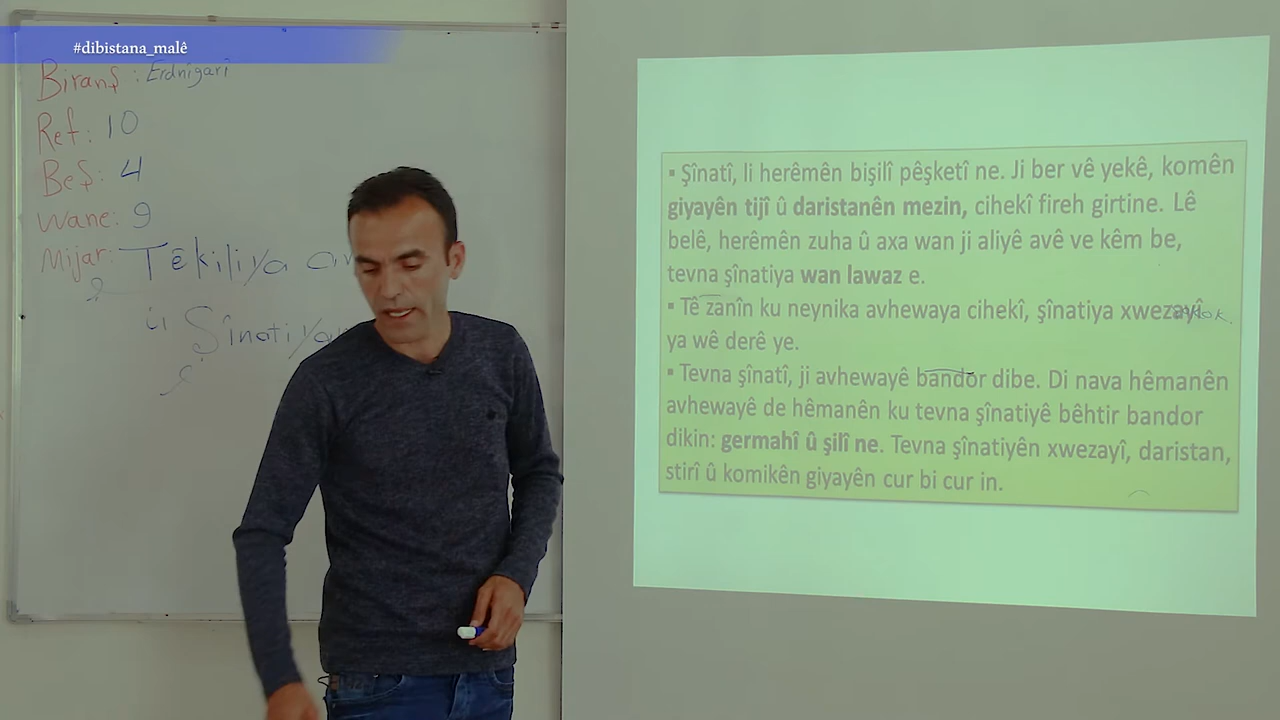 #dibistana_malê
Biranş : Erdnîgarî
Ref: 10
Beş: 4
Wane: 9
Mijar: Têkiliya
û Şînatiya
▪ Şînatî, li herêmên bişilî pêşketî ne. Ji ber vê yekê, komên
giyayên tijî û daristanên mezin, cihekî fireh girtine. Lê
belê, herêmên zuha û axa wan ji aliyê avê ve kêm be,
tevna şînatiya wan lawaz e.
▪ Tê zanîn ku neynika avhewaya cihekî, şînatiya xwezayî
ya wê derê ye.
▪ Tevna şînatî, ji avhewayê bandor dibe. Di nava hêmanên
avhewayê de hêmanên ku tevna şînatiyê bêhtir bandor
dikin: germahî û şilî ne. Tevna şînatiyên xwezayî, daristan,
stirî û komikên giyayên cur bi cur in.